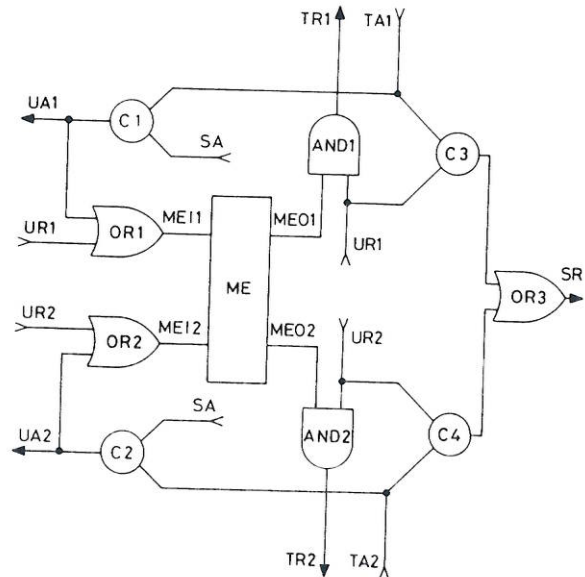 TR1
TA1
UA1
C1
SA
AND1
C3
UR1
OR1
MEI1
MEO1
UR1
ME
SR
OR3
UR2
OR2
MEI2
MEO2
UR2
SA
UA2
C2
AND2
C4
TR2
TA2